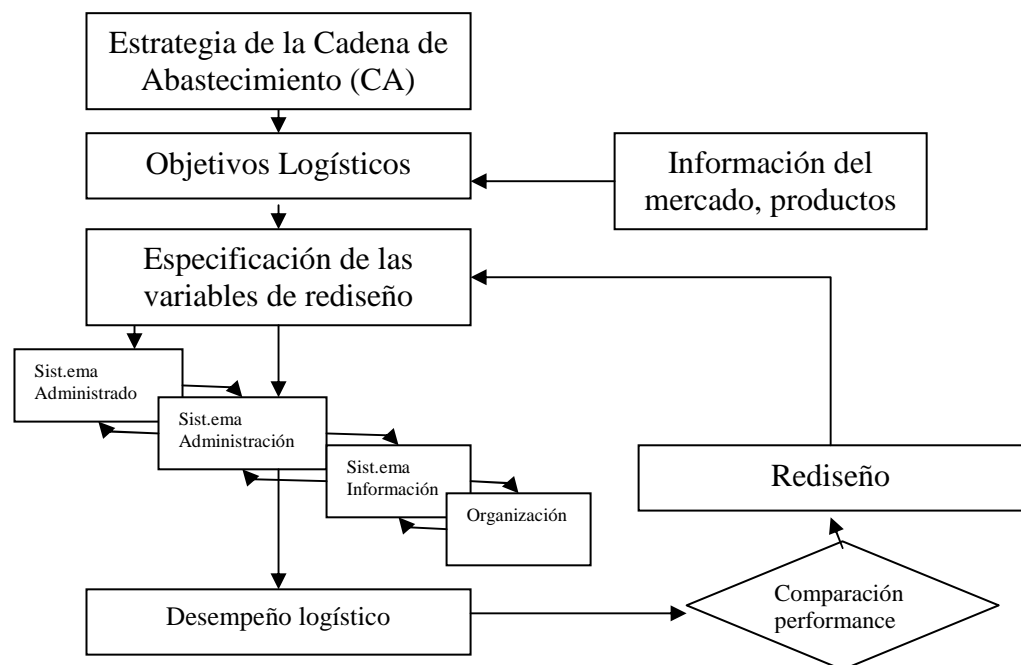 Estrategia de la Cadena de
Abastecimiento (CA)
Objetivos Logísticos
Información del
mercado, productos
Especificación de las
variables de rediseño
Sist.ema
Administrado
Sist.ema
Administración
Sist.ema
Información
Organización
Rediseño
Desempeño logístico
Comparación
performance